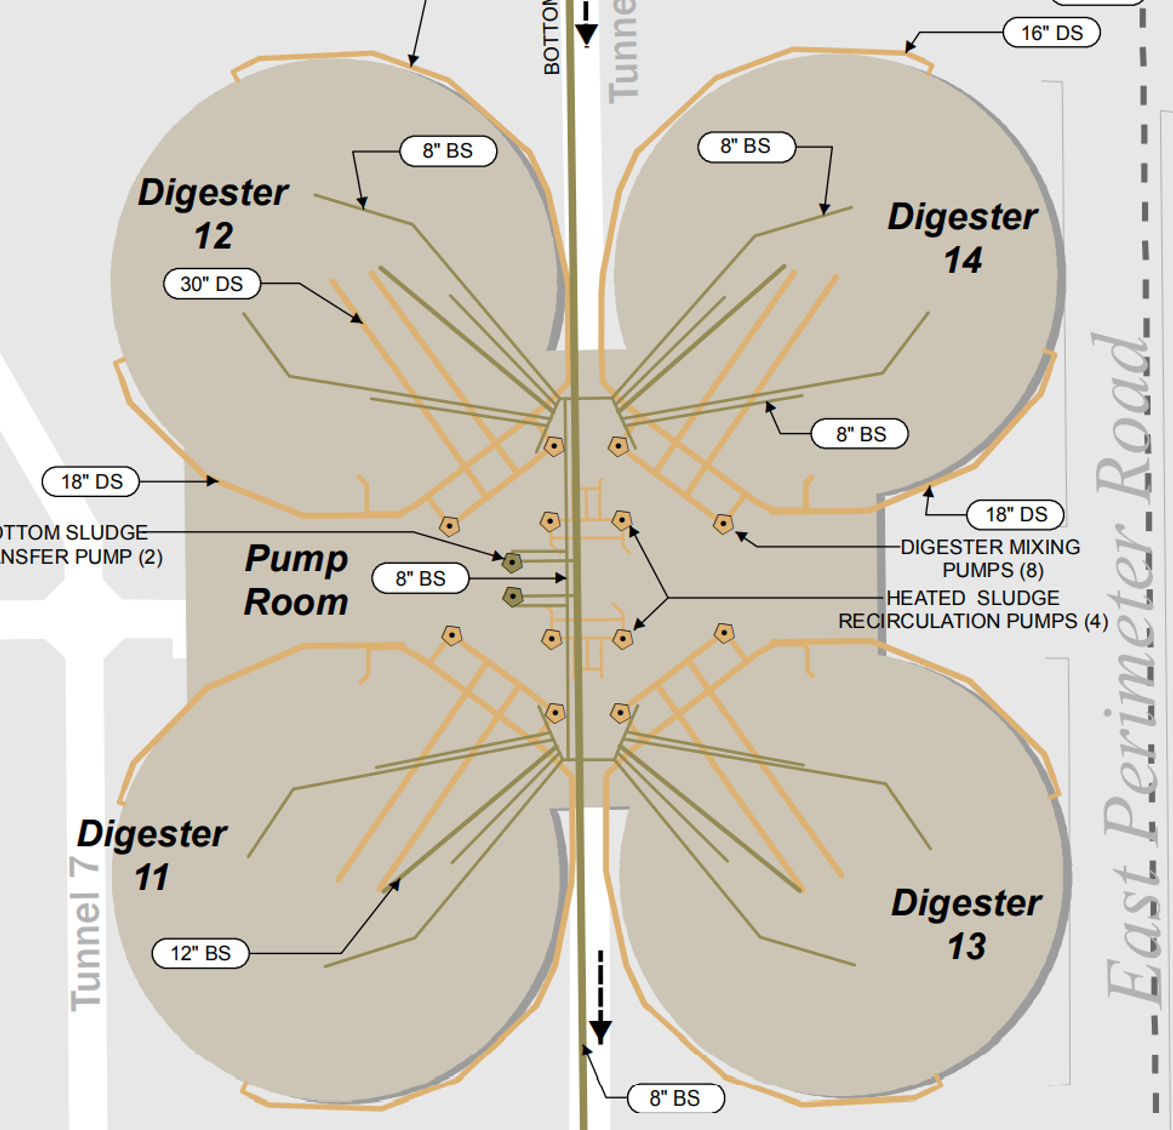 BOTTOM
Tunne
16" DS
8" BS
8" BS
Digester
12
Digester
14
30" DS
8" BS
18" DS
18" DS
OTTOM SLUDGE
ANSFER PUMP (2)
Pump
Room
8" BS
DIGESTER MIXING
PUMPS (8)
HEATED SLUDGE
RECIRCULATION PUMPS (4)
East Perimeter Road
Digester
11
Tunnel 7
Digester
13
12" BS
8" BS